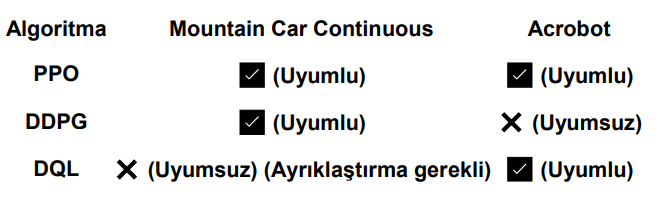 Algoritma Mountain Car Continuous Acrobot
PPO ✓ (Uyumlu) ✓ (Uyumlu)
DDPG ✓ (Uyumlu) ✕ (Uyumsuz)
DQL ✕ (Uyumsuz) (Ayrıklaştırma gerekli) ✓ (Uyumlu)